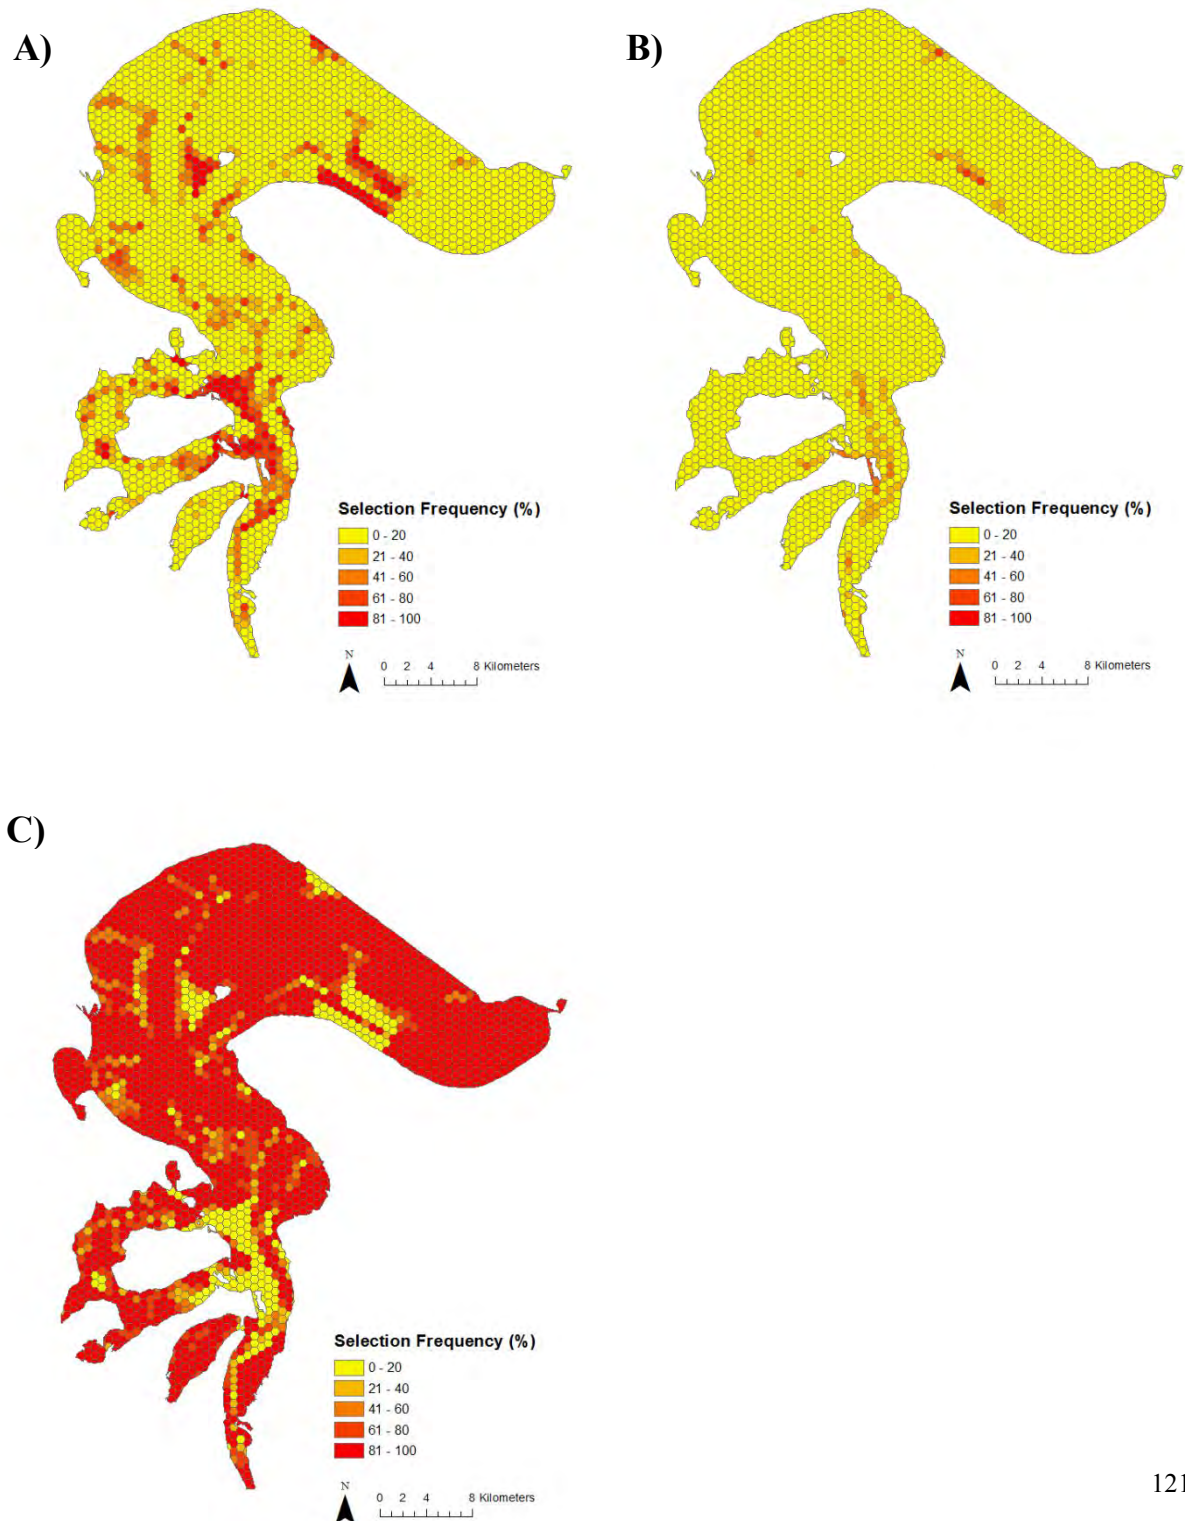 A)
B)
Selection Frequency (%)
0 - 20
21 - 40
41 - 60
61 - 80
81 - 100
N
0 2 4 8 Kilometers
Selection Frequency (%)
0 - 20
21 - 40
41 - 60
61 - 80
81 - 100
N
0 2 4 8 Kilometers
C)
Selection Frequency (%)
0 - 20
21 - 40
41 - 60
61 - 80
81 - 100
N
0 2 4 8 Kilometers
121